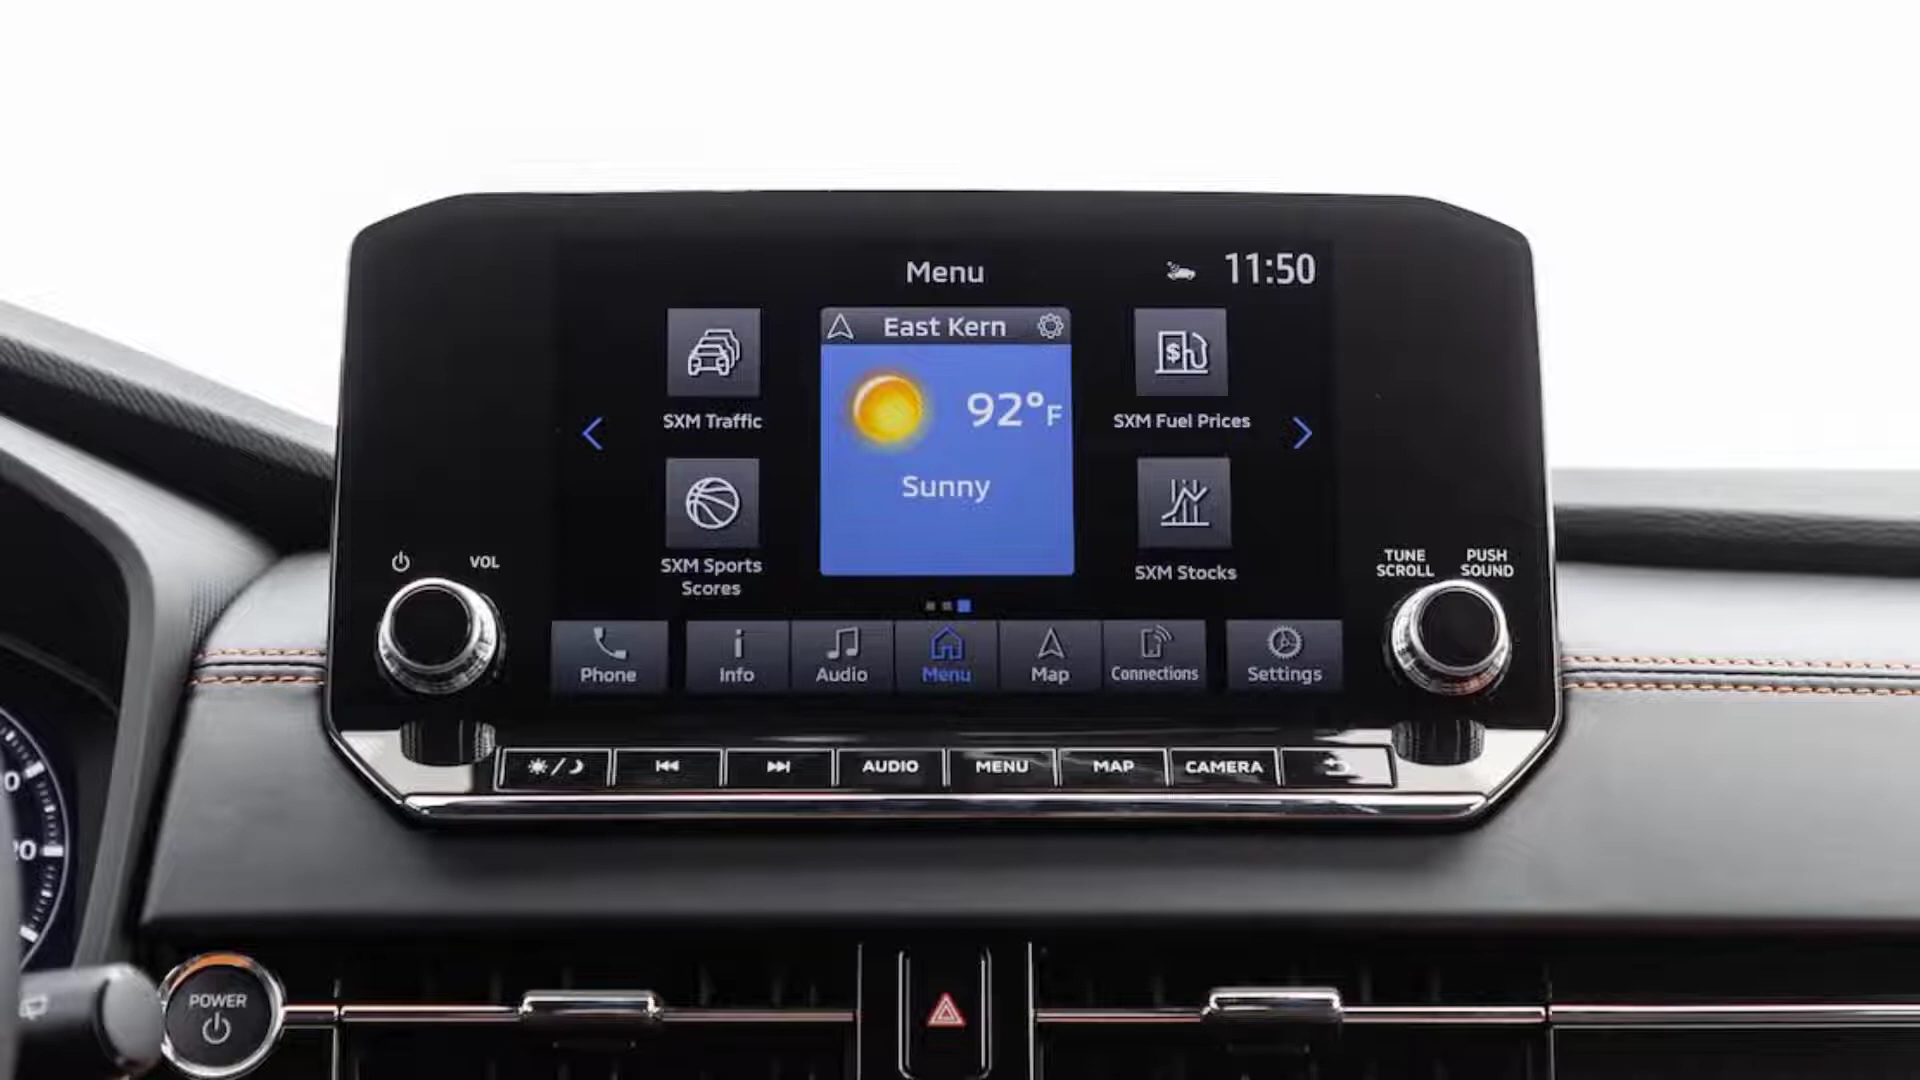 Menu
11:50
East Kern
92°F
Sunny
SXM Traffic
SXM Fuel Prices
SXM Sports
Scores
SXM Stocks
VOL
TUNE
SCROLL
PUSH
SOUND
Phone
Info
Audio
Menu
Map
Connections
Settings
AUDIO
MENU
MAP
CAMERA
20
POWER